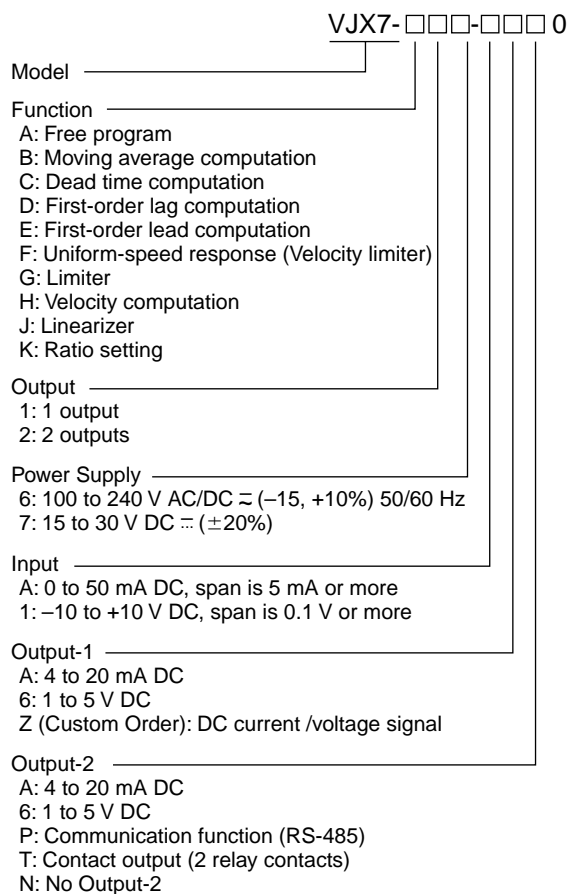 VJX7-□□□-□□□0
Model
Function
A: Free program
B: Moving average computation
C: Dead time computation
D: First-order lag computation
E: First-order lead computation
F: Uniform-speed response (Velocity limiter)
G: Limiter
H: Velocity computation
J: Linearizer
K: Ratio setting
Output
1: 1 output
2: 2 outputs
Power Supply
6: 100 to 240 V AC/DC ⎓ (–15, +10%) 50/60 Hz
7: 15 to 30 V DC ⎓ (±20%)
Input
A: 0 to 50 mA DC, span is 5 mA or more
1: –10 to +10 V DC, span is 0.1 V or more
Output-1
A: 4 to 20 mA DC
6: 1 to 5 V DC
Z (Custom Order): DC current /voltage signal
Output-2
A: 4 to 20 mA DC
6: 1 to 5 V DC
P: Communication function (RS-485)
T: Contact output (2 relay contacts)
N: No Output-2